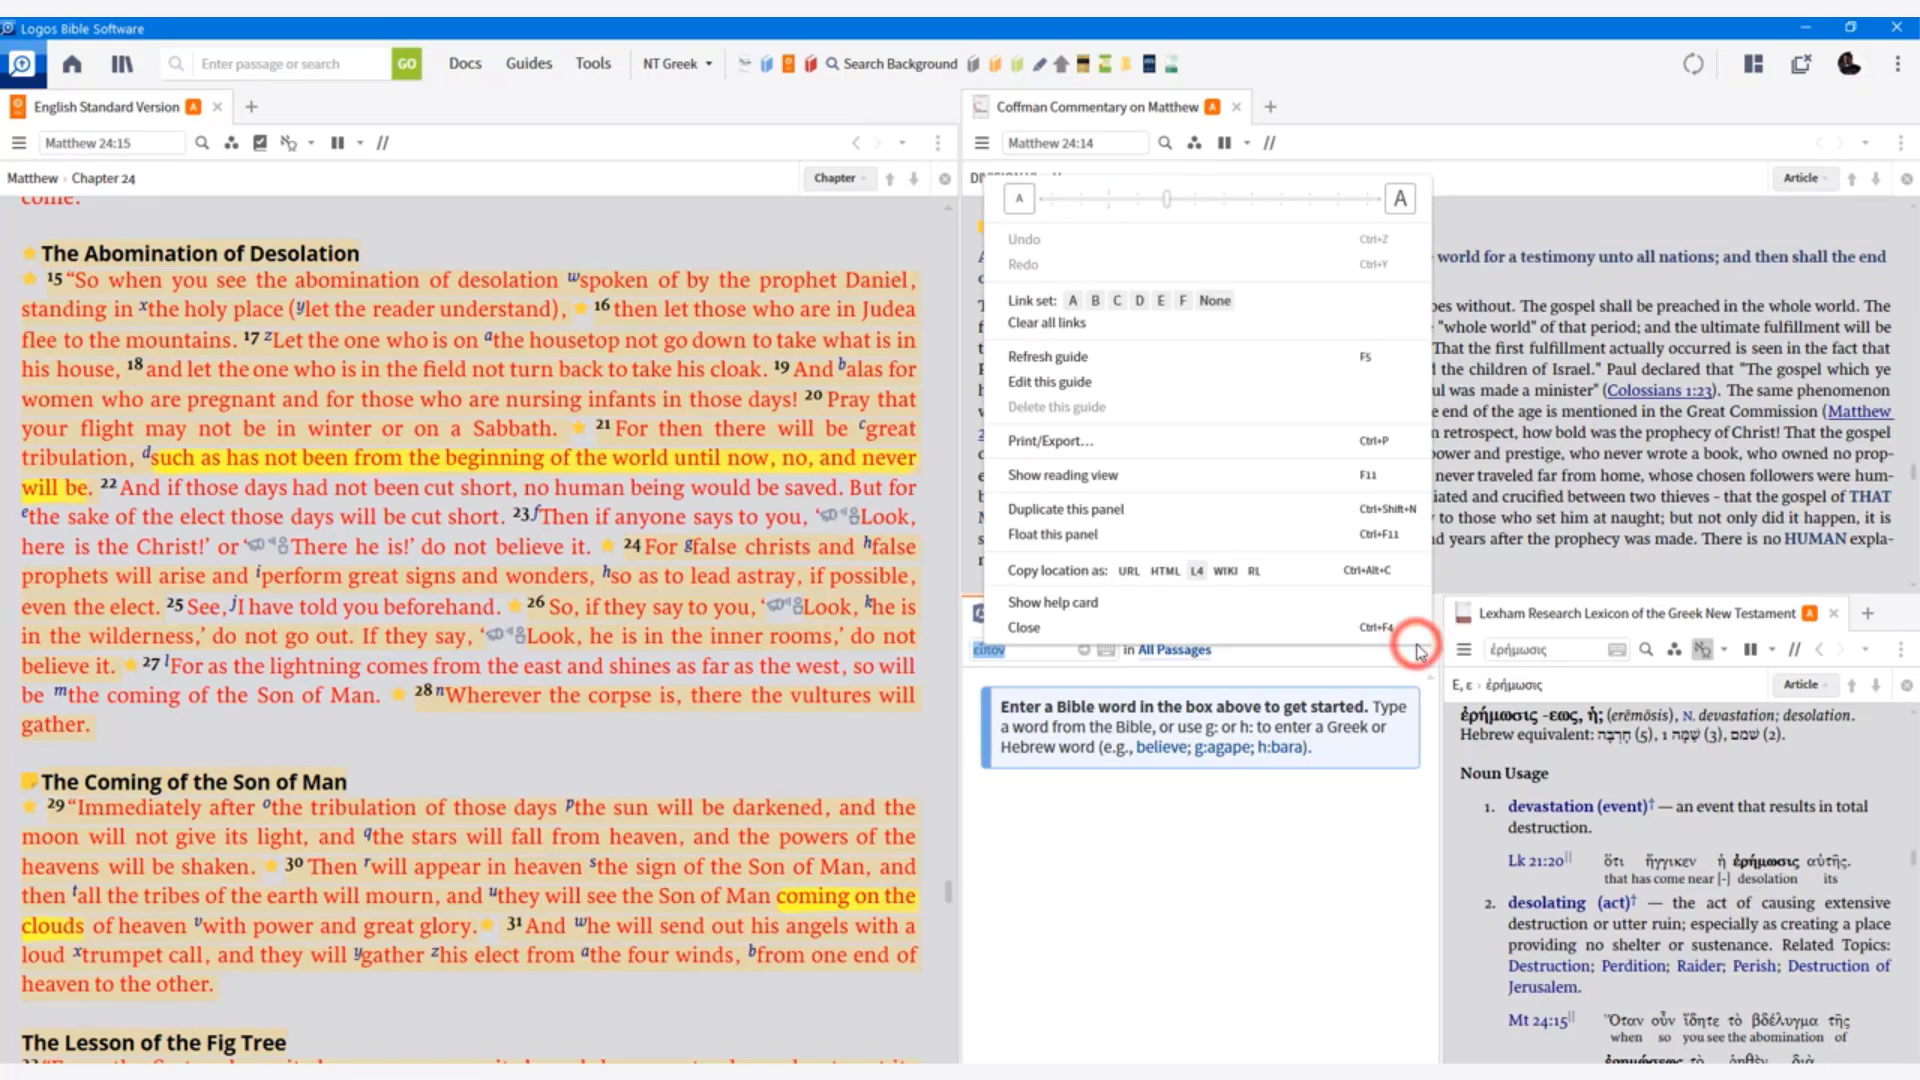 Logos Bible Software
Enter passage or search
GO
Docs
Guides
Tools
NT Greek
Search Background
English Standard Version A
Matthew 24:15
Matthew › Chapter 24
Chapter
come.
The Abomination of Desolation
15 “So when you see the abomination of desolation w spoken of by the prophet Daniel,
standing in x the holy place (y let the reader understand), 16 then let those who are in Judea
flee to the mountains. 17 z Let the one who is on a the housetop not go down to take what is in
his house, 18 and let the one who is in the field not turn back to take his cloak. 19 And b alas for
women who are pregnant and for those who are nursing infants in those days! 20 Pray that
your flight may not be in winter or on a Sabbath. 21 For then there will be c great
tribulation, d such as has not been from the beginning of the world until now, no, and never
will be. 22 And if those days had not been cut short, no human being would be saved. But for
e the sake of the elect those days will be cut short. 23 f Then if anyone says to you, ‘Look,
here is the Christ!’ or ‘There he is!’ do not believe it. 24 For g false christs and h false
prophets will arise and i perform great signs and wonders, h so as to lead astray, if possible,
even the elect. 25 See, j I have told you beforehand. 26 So, if they say to you, ‘Look, k he is
in the wilderness,’ do not go out. If they say, ‘Look, he is in the inner rooms,’ do not
believe it. 27 l For as the lightning comes from the east and shines as far as the west, so will
be m the coming of the Son of Man. 28 n Wherever the corpse is, there the vultures will
gather.
The Coming of the Son of Man
29 “Immediately after o the tribulation of those days p the sun will be darkened, and the
moon will not give its light, and q the stars will fall from heaven, and the powers of the
heavens will be shaken. 30 Then r will appear in heaven s the sign of the Son of Man, and
then t all the tribes of the earth will mourn, and u they will see the Son of Man coming on the
clouds of heaven v with power and great glory. 31 And w he will send out his angels with a
loud x trumpet call, and they will y gather z his elect from a the four winds, b from one end of
heaven to the other.
The Lesson of the Fig Tree
Coffman Commentary on Matthew A
Matthew 24:14
Article
A A
Undo Ctrl+Z
Redo Ctrl+Y
Link set: A B C D E F None
Clear all links
Refresh guide F5
Edit this guide
Delete this guide
Print/Export... Ctrl+P
Show reading view F11
Duplicate this panel Ctrl+Shift+N
Float this panel Ctrl+F11
Copy location as: URL HTML L4 WIKI RL Ctrl+Alt+C
Show help card
Close Ctrl+F4
world for a testimony unto all nations; and then shall the end
es without. The gospel shall be preached in the whole world. The
"whole world" of that period; and the ultimate fulfillment will be
That the first fulfillment actually occurred is seen in the fact that
the children of Israel." Paul declared that "The gospel which ye
ul was made a minister" (Colossians 1:23). The same phenomenon
e end of the age is mentioned in the Great Commission (Matthew
n retrospect, how bold was the prophecy of Christ! That the gospel
ower and prestige, who never wrote a book, who owned no prop-
never traveled far from home, whose chosen followers were hum-
iated and crucified between two thieves - that the gospel of THAT
to those who set him at naught; but not only did it happen, it is
d years after the prophecy was made. There is no HUMAN expla-
εἶπον
in All Passages
Enter a Bible word in the box above to get started. Type
a word from the Bible, or use g: or h: to enter a Greek or
Hebrew word (e.g., believe; g:agape; h:bara).
Lexham Research Lexicon of the Greek New Testament A
ἐρήμωσις
E, ε › ἐρήμωσις
Article
ἐρήμωσις -εως, ἡ; (erēmōsis), N. devastation; desolation.
Hebrew equivalent: חָרְבָּה (5), שַׁמָּה 1 (3), שׁמם (2).
Noun Usage
1. devastation (event)† — an event that results in total
destruction.
Lk 21:20|| ὅτι ἤγγικεν ἡ ἐρήμωσις αὐτῆς.
that has come near [-] desolation its
2. desolating (act)† — the act of causing extensive
destruction or utter ruin; especially as creating a place
providing no shelter or sustenance. Related Topics:
Destruction; Perdition; Raider; Perish; Destruction of
Jerusalem.
Mt 24:15|| Ὅταν οὖν ἴδητε τὸ βδέλυγμα τῆς
when so you see the abomination of
ἐρημώσεως τὸ ῥηθὲν διὰ